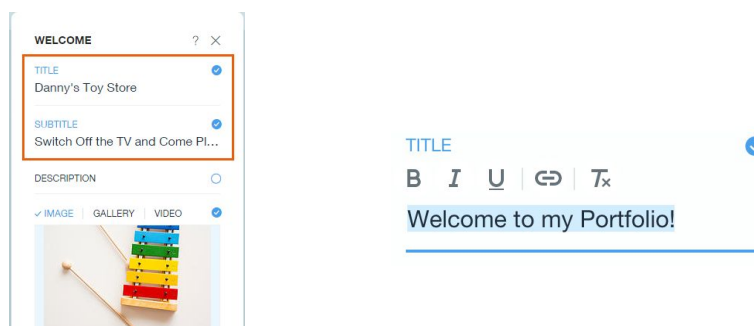 WELCOME ?
TITLE
Danny's Toy Store
SUBTITLE
Switch Off the TV and Come Pl...
DESCRIPTION
IMAGE GALLERY VIDEO
TITLE
B I U Tx
Welcome to my Portfolio!